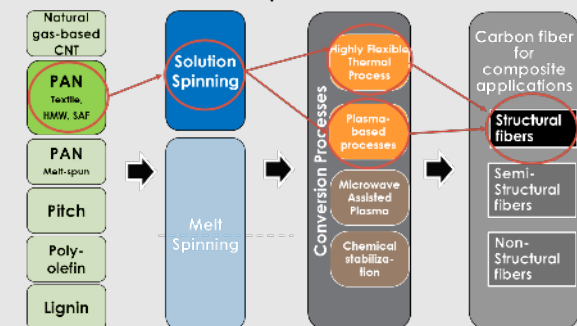 Natural
gas-based
CNT
PAN
Textile,
HMW, SAF
PAN
Melt-spun
Pitch
Poly-
olefin
Lignin
Solution
Spinning
Melt
Spinning
Conversion Processes
Highly Flexible
Thermal
Process
Plasma-
based
processes
Microwave
Assisted
Plasma
Chemical
stabiliza-
tion
Carbon fiber
for
composite
applications
Structural
fibers
Semi-
Structural
fibers
Non-
Structural
fibers